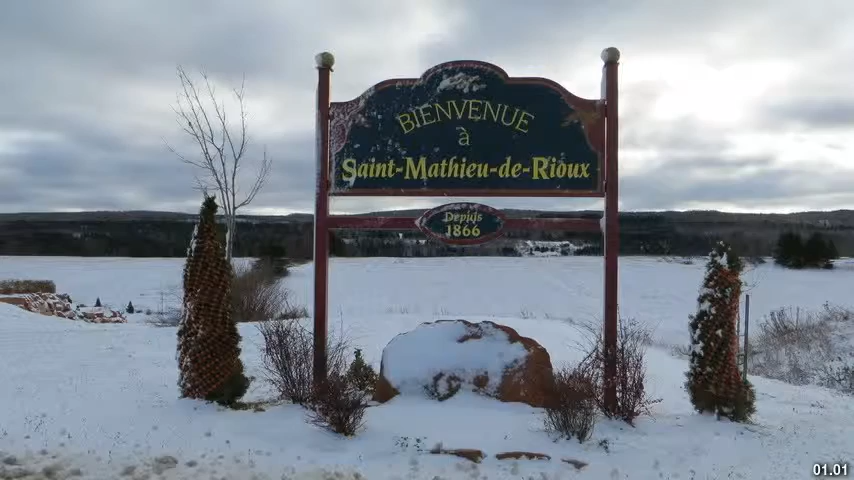 BIENVENUE
à
Saint-Mathieu-de-Rioux
Depuis
1866
01.01